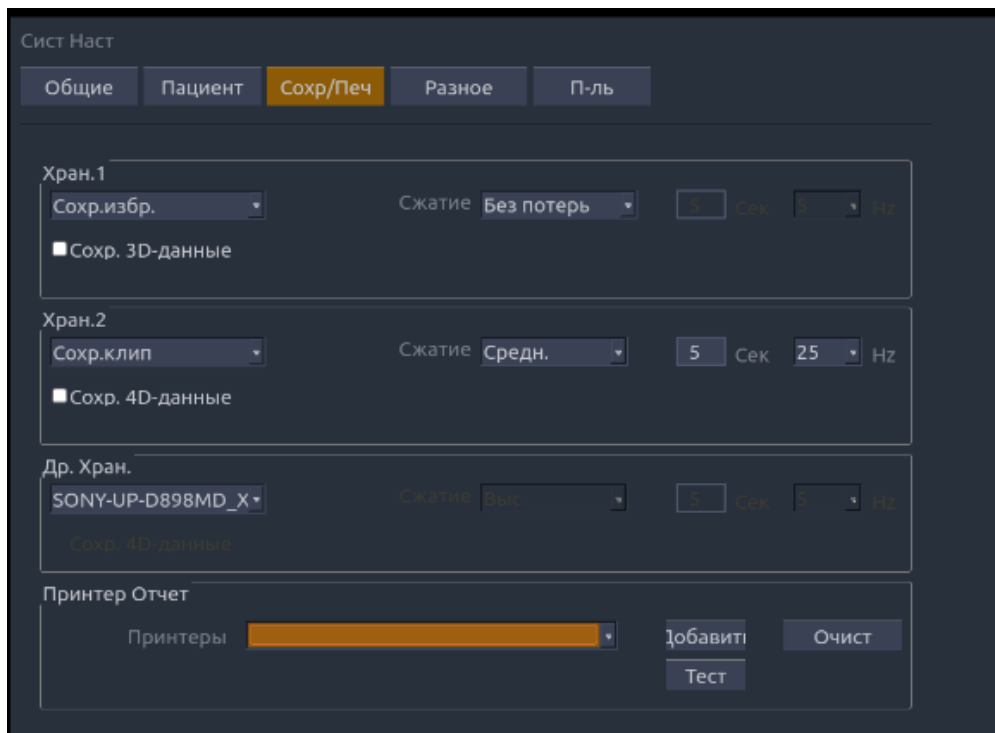 Сист Наст
Общие Пациент Сохр/Печ Разное П-ль
Хран.1
Сохр.избр. Сжатие Без потерь 5 Сек 5 Hz
Сохр. 3D-данные
Хран.2
Сохр.клип Сжатие Средн. 5 Сек 25 Hz
Сохр. 4D-данные
Др. Хран.
SONY-UP-D898MD_X Сжатие Выс 5 Сек 5 Hz
Сохр. 4D-данные
Принтер Отчет
Принтеры Добавить Очист
Тест